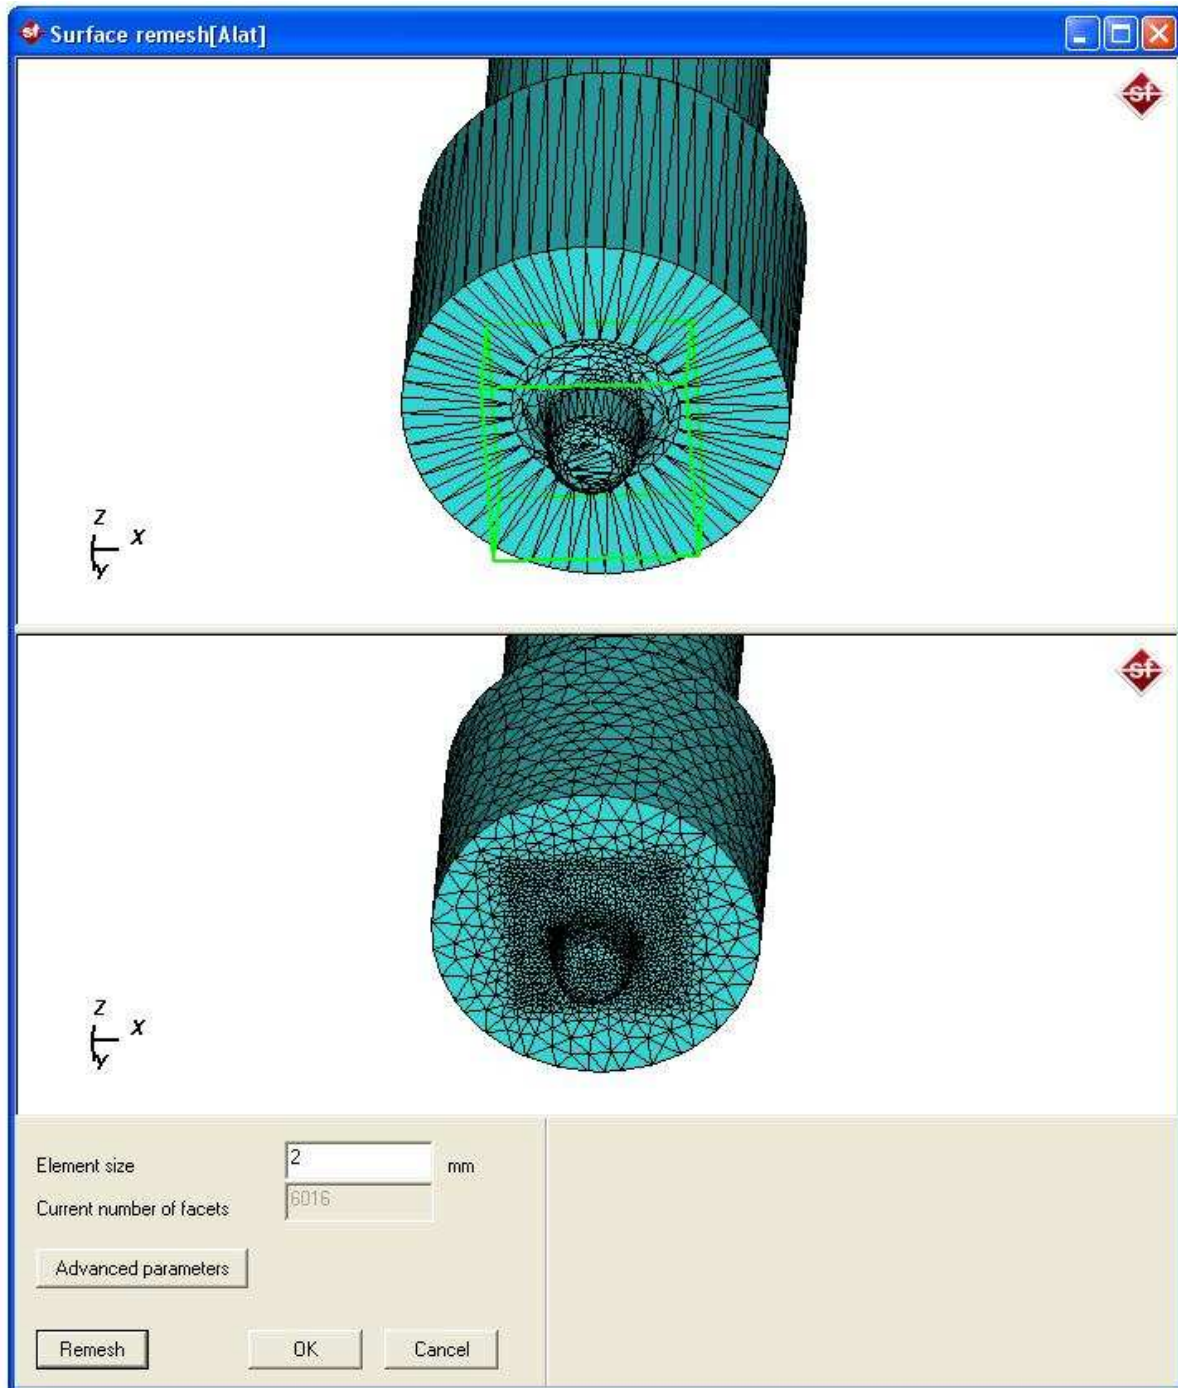 Surface remesh[Alat]
sf
Z
X
Y
sf
Z
X
Y
Element size 2 mm
Current number of facets 6016
Advanced parameters
Remesh OK Cancel